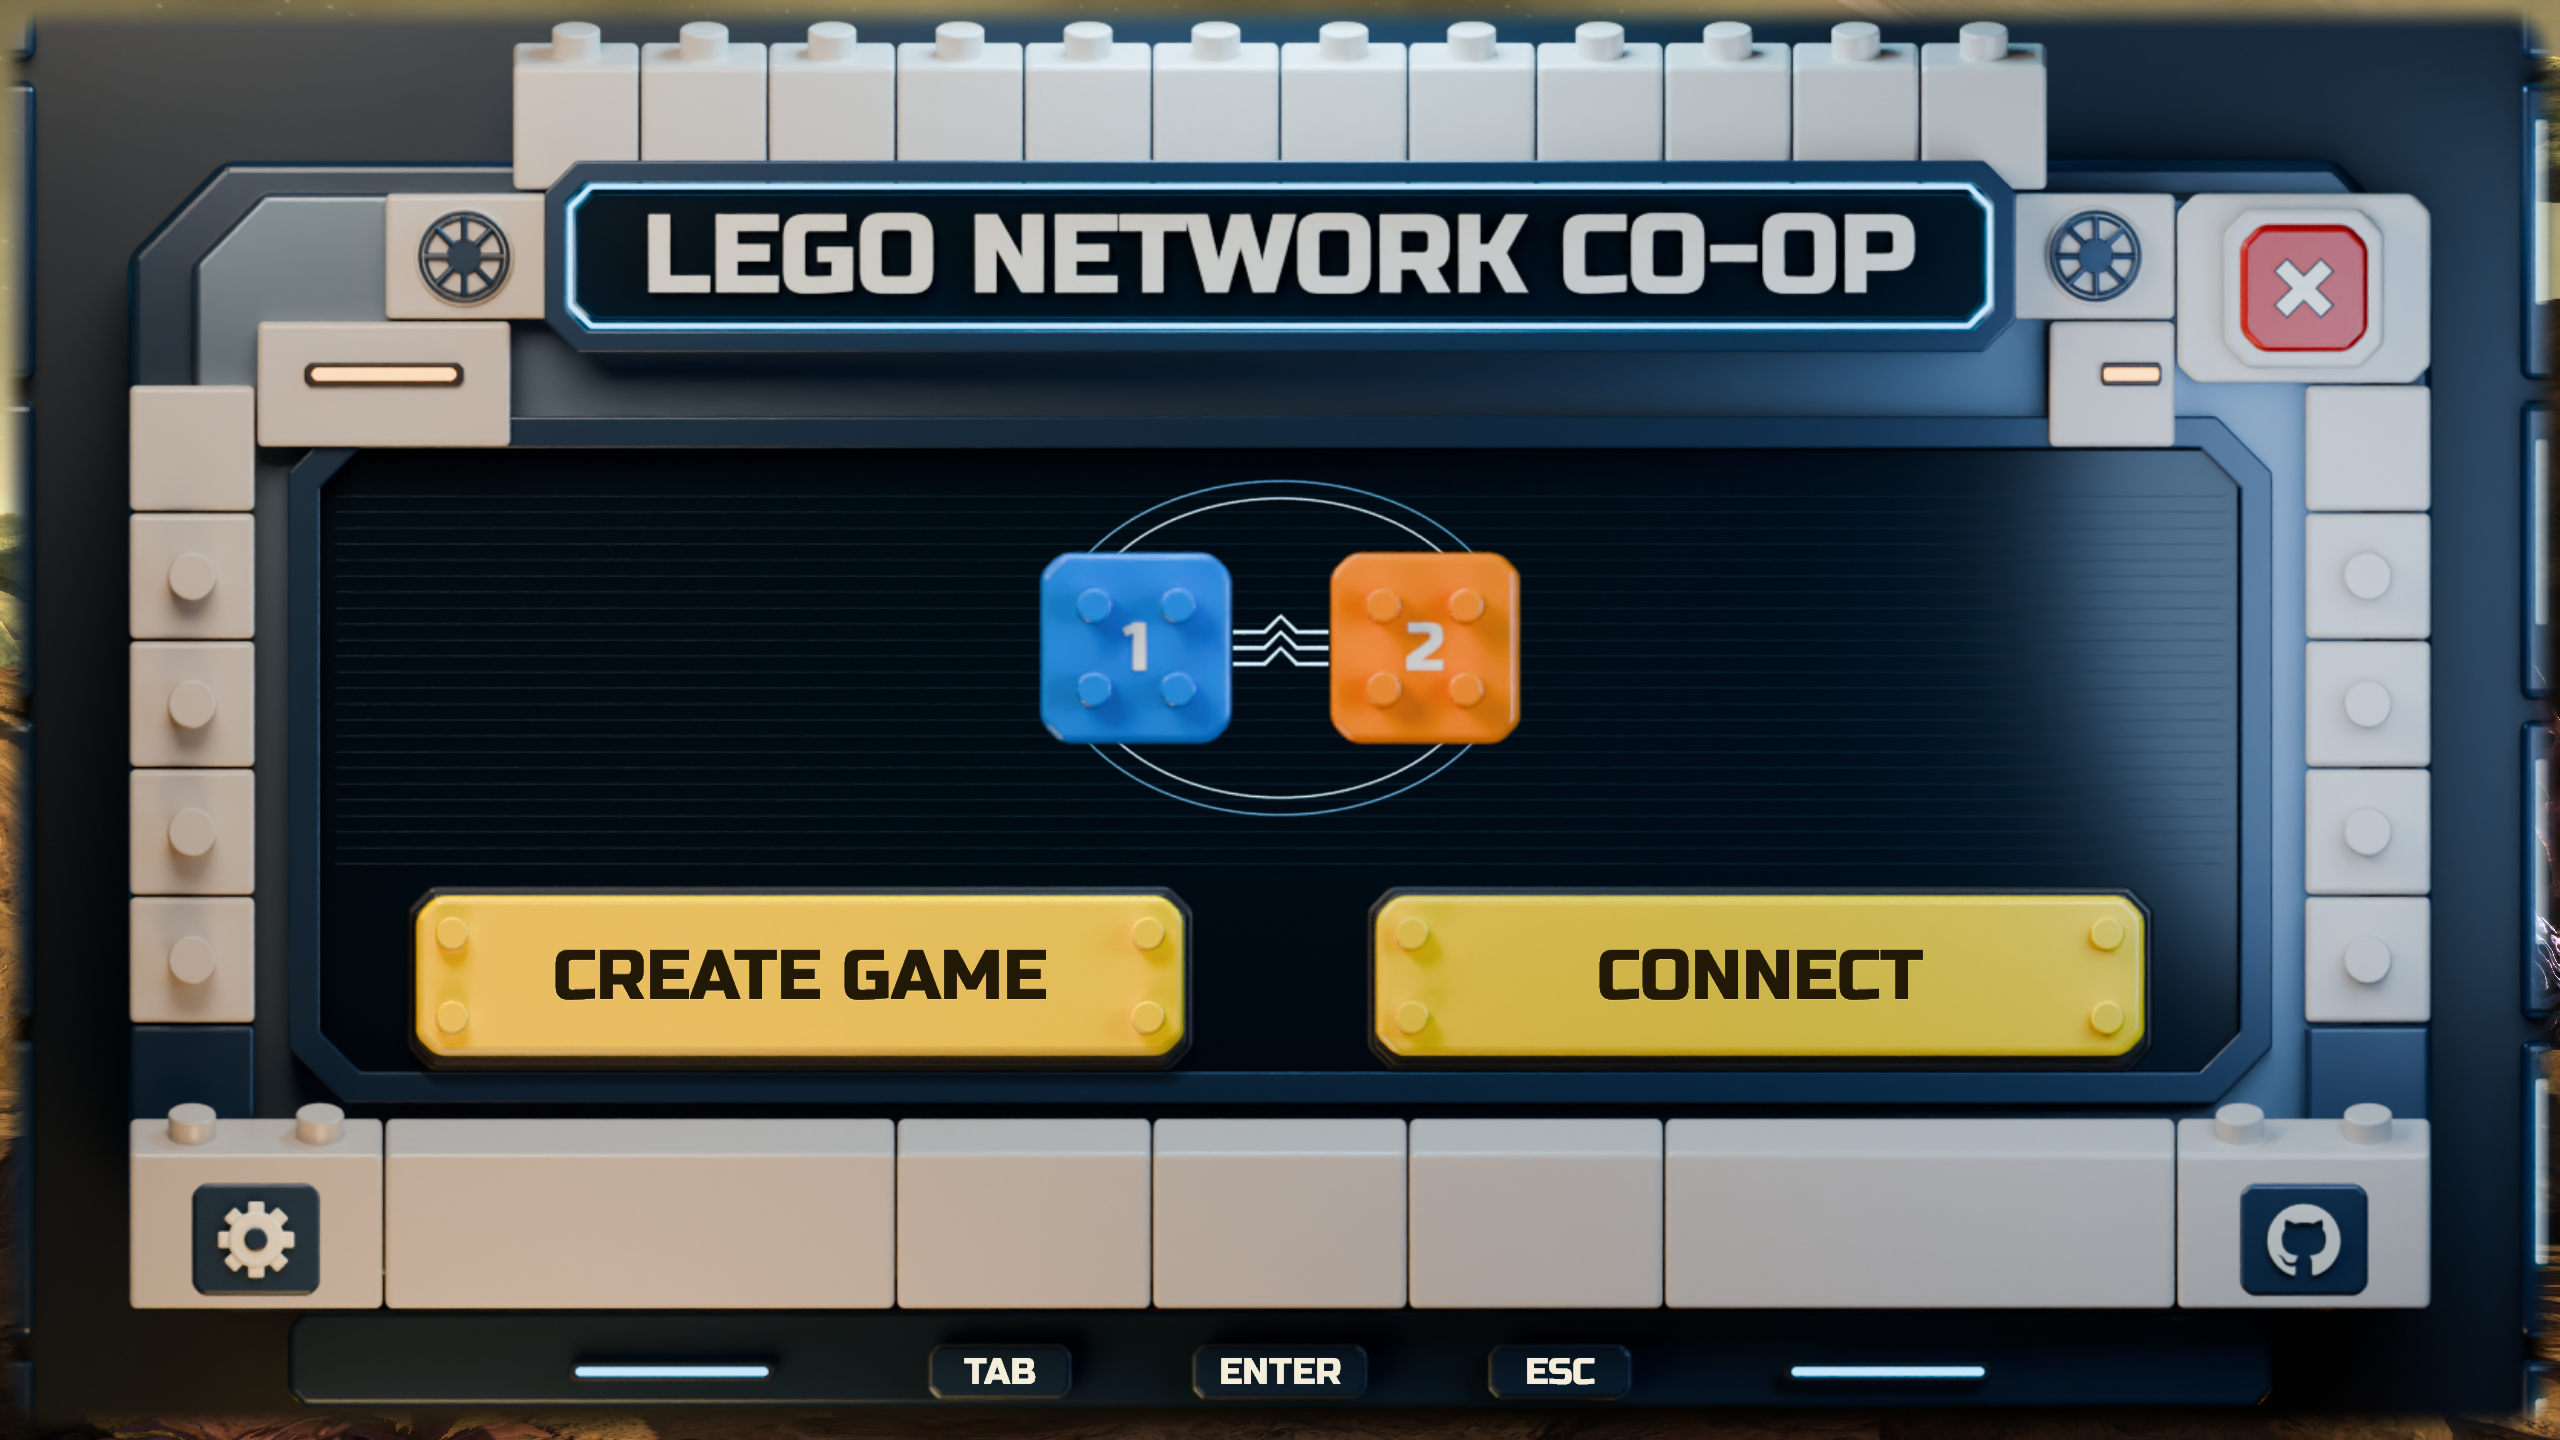 LEGO NETWORK CO-OP
1
2
CREATE GAME
CONNECT
TAB
ENTER
ESC